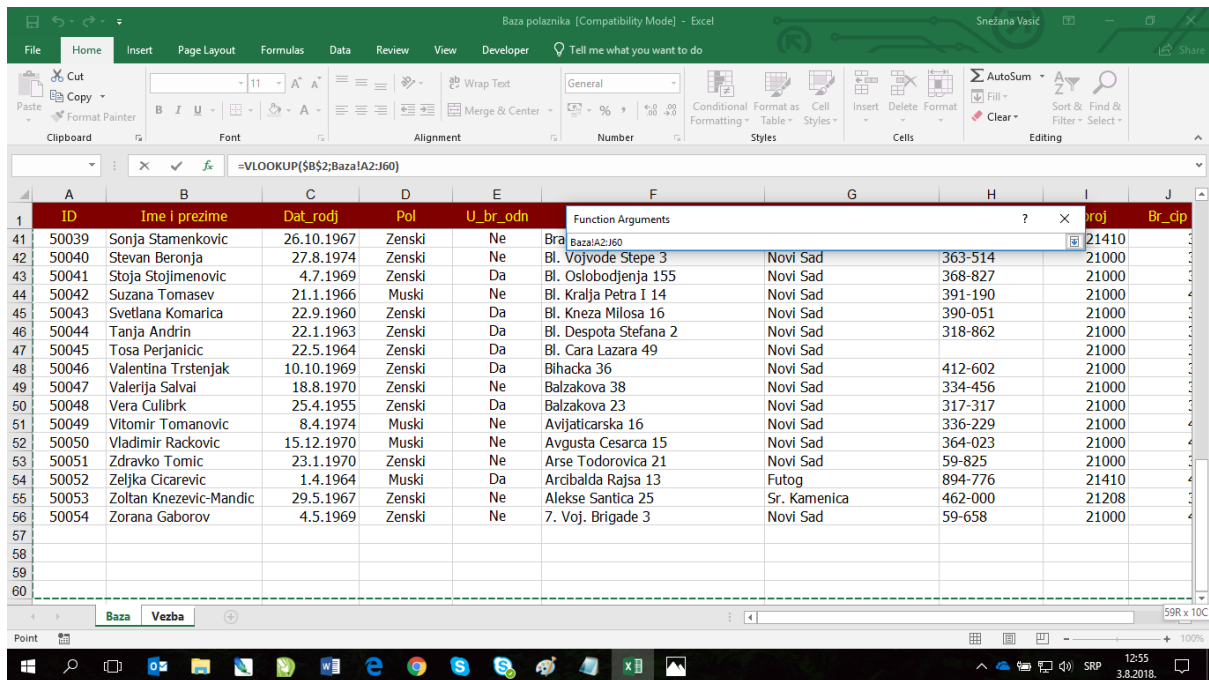 Baza polaznika [Compatibility Mode] - Excel Snežana Vasić
File Home Insert Page Layout Formulas Data Review View Developer Tell me what you want to do Share
Paste Cut Copy Format Painter Clipboard
11 A A B I U A Font
Wrap Text Merge & Center Alignment
General % Number
Conditional Formatting Format as Table Cell Styles Styles
Insert Delete Format Cells
AutoSum Fill Clear Sort & Filter Find & Select Editing
fx =VLOOKUP($B$2;Baza!A2:J60)
A B C D E F G H I J
1 ID Ime i prezime Dat_rodj Pol U_br_odn broj Br_cip
Function Arguments ? ×
Baza!A2:J60
41 50039 Sonja Stamenkovic 26.10.1967 Zenski Ne Bra 21410
42 50040 Stevan Beronja 27.8.1974 Zenski Ne Bl. Vojvode Stepe 3 Novi Sad 363-514 21000
43 50041 Stoja Stojimenovic 4.7.1969 Zenski Da Bl. Oslobodjenja 155 Novi Sad 368-827 21000
44 50042 Suzana Tomasev 21.1.1966 Muski Ne Bl. Kralja Petra I 14 Novi Sad 391-190 21000
45 50043 Svetlana Komarica 22.9.1960 Zenski Da Bl. Kneza Milosa 16 Novi Sad 390-051 21000
46 50044 Tanja Andrin 22.1.1963 Zenski Da Bl. Despota Stefana 2 Novi Sad 318-862 21000
47 50045 Tosa Perjanicic 22.5.1964 Zenski Da Bl. Cara Lazara 49 Novi Sad 21000
48 50046 Valentina Trstenjak 10.10.1969 Zenski Da Bihacka 36 Novi Sad 412-602 21000
49 50047 Valerija Salvai 18.8.1970 Zenski Ne Balzakova 38 Novi Sad 334-456 21000
50 50048 Vera Culibrk 25.4.1955 Zenski Da Balzakova 23 Novi Sad 317-317 21000
51 50049 Vitomir Tomanovic 8.4.1974 Muski Ne Avijaticarska 16 Novi Sad 336-229 21000
52 50050 Vladimir Rackovic 15.12.1970 Muski Ne Avgusta Cesarca 15 Novi Sad 364-023 21000
53 50051 Zdravko Tomic 23.1.1970 Zenski Ne Arse Todorovica 21 Novi Sad 59-825 21000
54 50052 Zeljka Cicarevic 1.4.1964 Muski Da Arcibalda Rajsa 13 Futog 894-776 21410
55 50053 Zoltan Knezevic-Mandic 29.5.1967 Zenski Ne Alekse Santica 25 Sr. Kamenica 462-000 21208
56 50054 Zorana Gaborov 4.5.1969 Zenski Ne 7. Voj. Brigade 3 Novi Sad 59-658 21000
57
58
59
60
Baza Vezba 59R x 10C
Point 100%
SRP 12:55
3.8.2018.